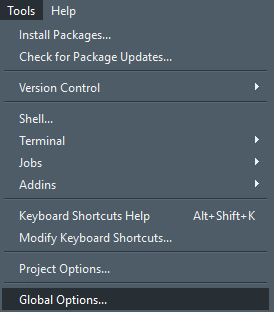 Tools Help
Install Packages...
Check for Package Updates...
Version Control
Shell...
Terminal
Jobs
Addins
Keyboard Shortcuts Help Alt+Shift+K
Modify Keyboard Shortcuts...
Project Options...
Global Options...